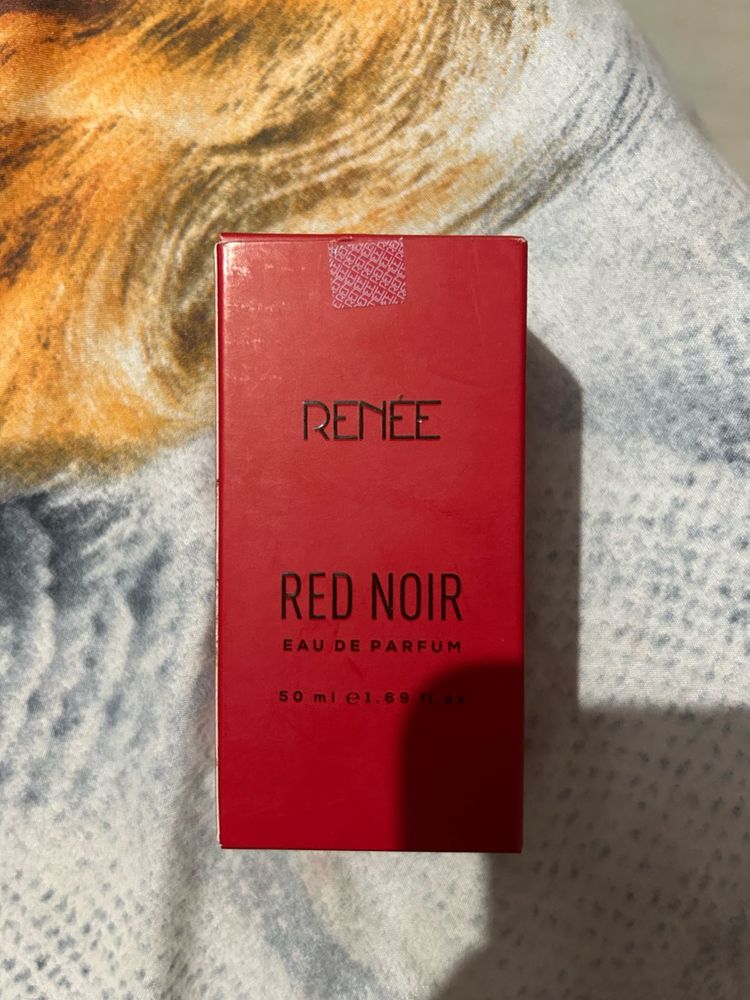 RENÉE
RED NOIR
EAU DE PARFUM
50 ml ℮1.69 fl oz